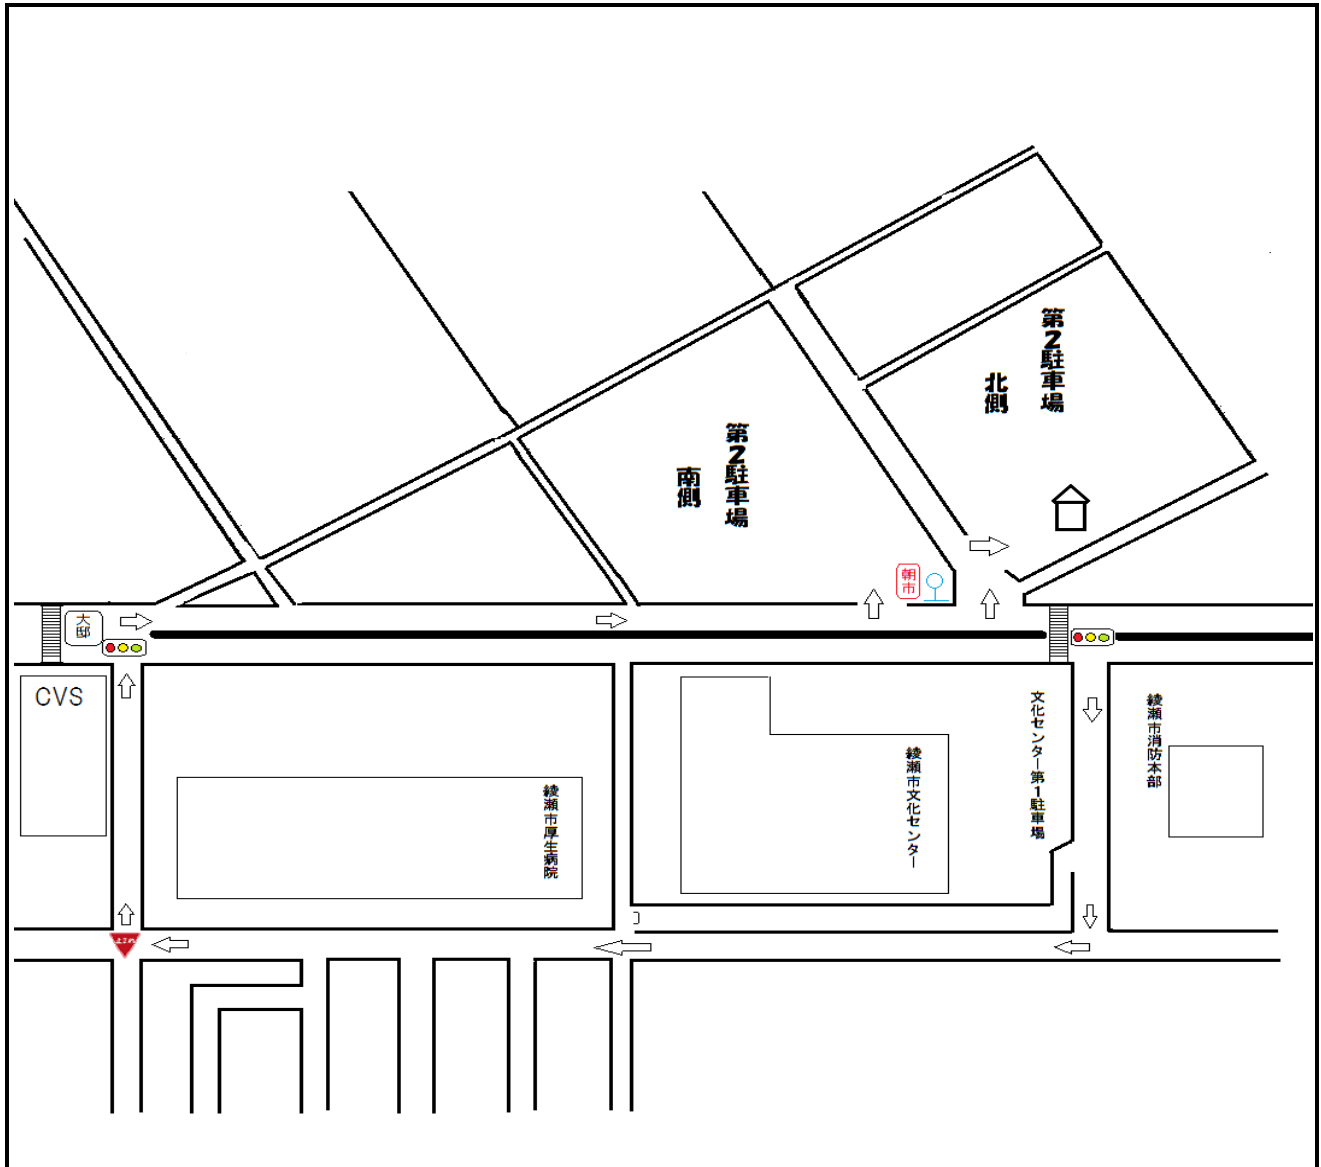 第2駐車場
北側
第2駐車場
南側
朝市
大邸
CVS
文化センター第1駐車場
綾瀬市消防本部
綾瀬市文化センター
綾瀬市厚生病院